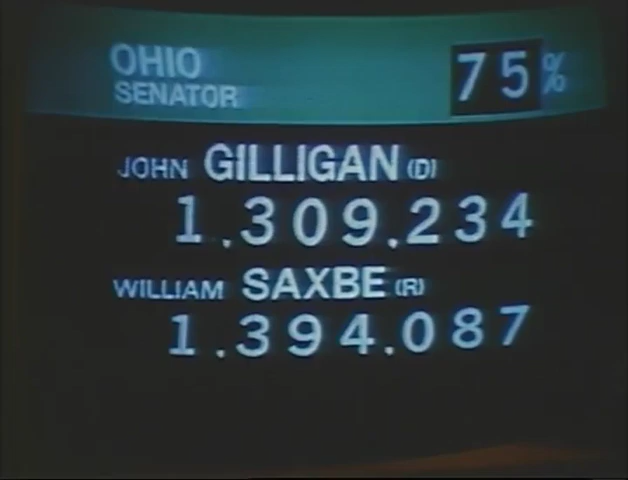 OHIO 75%
SENATOR
JOHN GILLIGAN (D)
1,309,234
WILLIAM SAXBE (R)
1,394,087